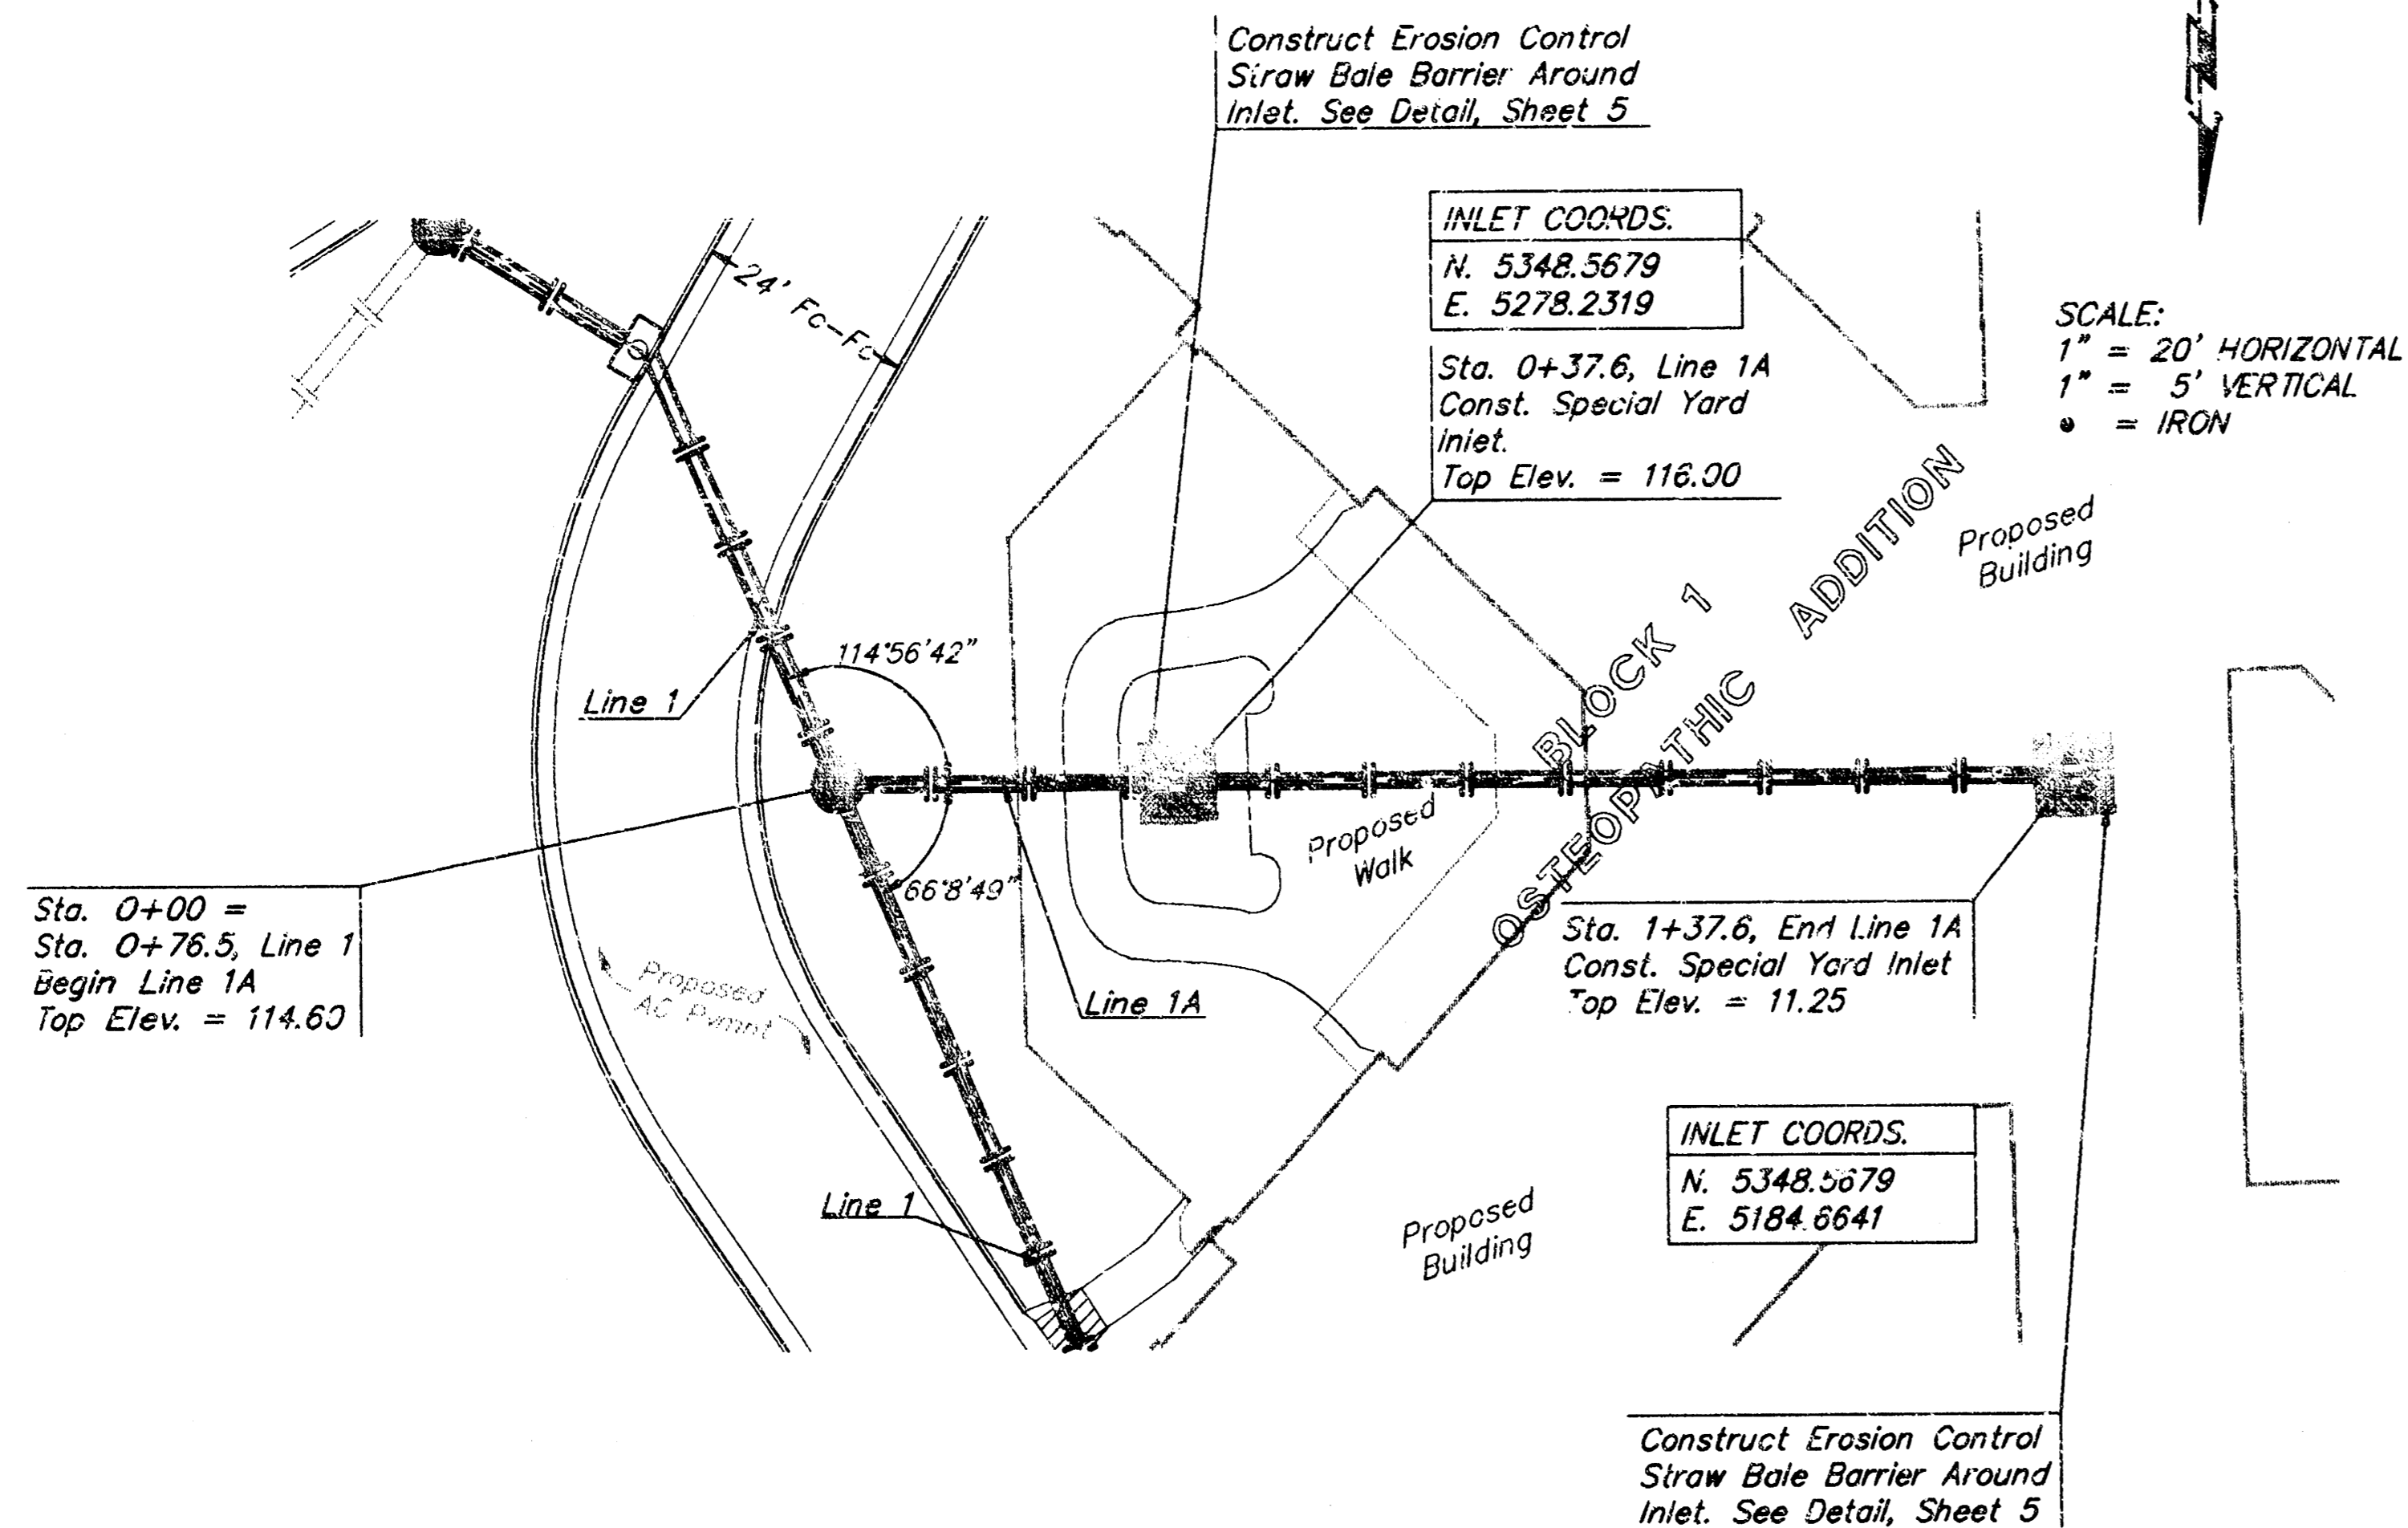 Construct Erosion Control
Straw Bale Barrier Around
Inlet. See Detail, Sheet 5
INLET COORDS.
N. 5348.5679
E. 5278.2319
Sta. 0+37.6, Line 1A
Const. Special Yard
Inlet.
Top Elev. = 116.00
SCALE:
1" = 20' HORIZONTAL
1" = 5' VERTICAL
= IRON
24' Fc-Fc
114°56'42"
Line 1
66°8'49"
BLOCK 1
OSTEOPATHIC ADDITION
Proposed
Building
Proposed
Walk
Sta. 0+00 =
Sta. 0+76.5, Line 1
Begin Line 1A
Top Elev. = 114.60
Proposed
AC Pvmnt
Line 1A
Sta. 1+37.6, End Line 1A
Const. Special Yard Inlet
Top Elev. = 11.25
INLET COORDS.
N. 5348.5679
E. 5184.6641
Line 1
Proposed
Building
Construct Erosion Control
Straw Bale Barrier Around
Inlet. See Detail, Sheet 5